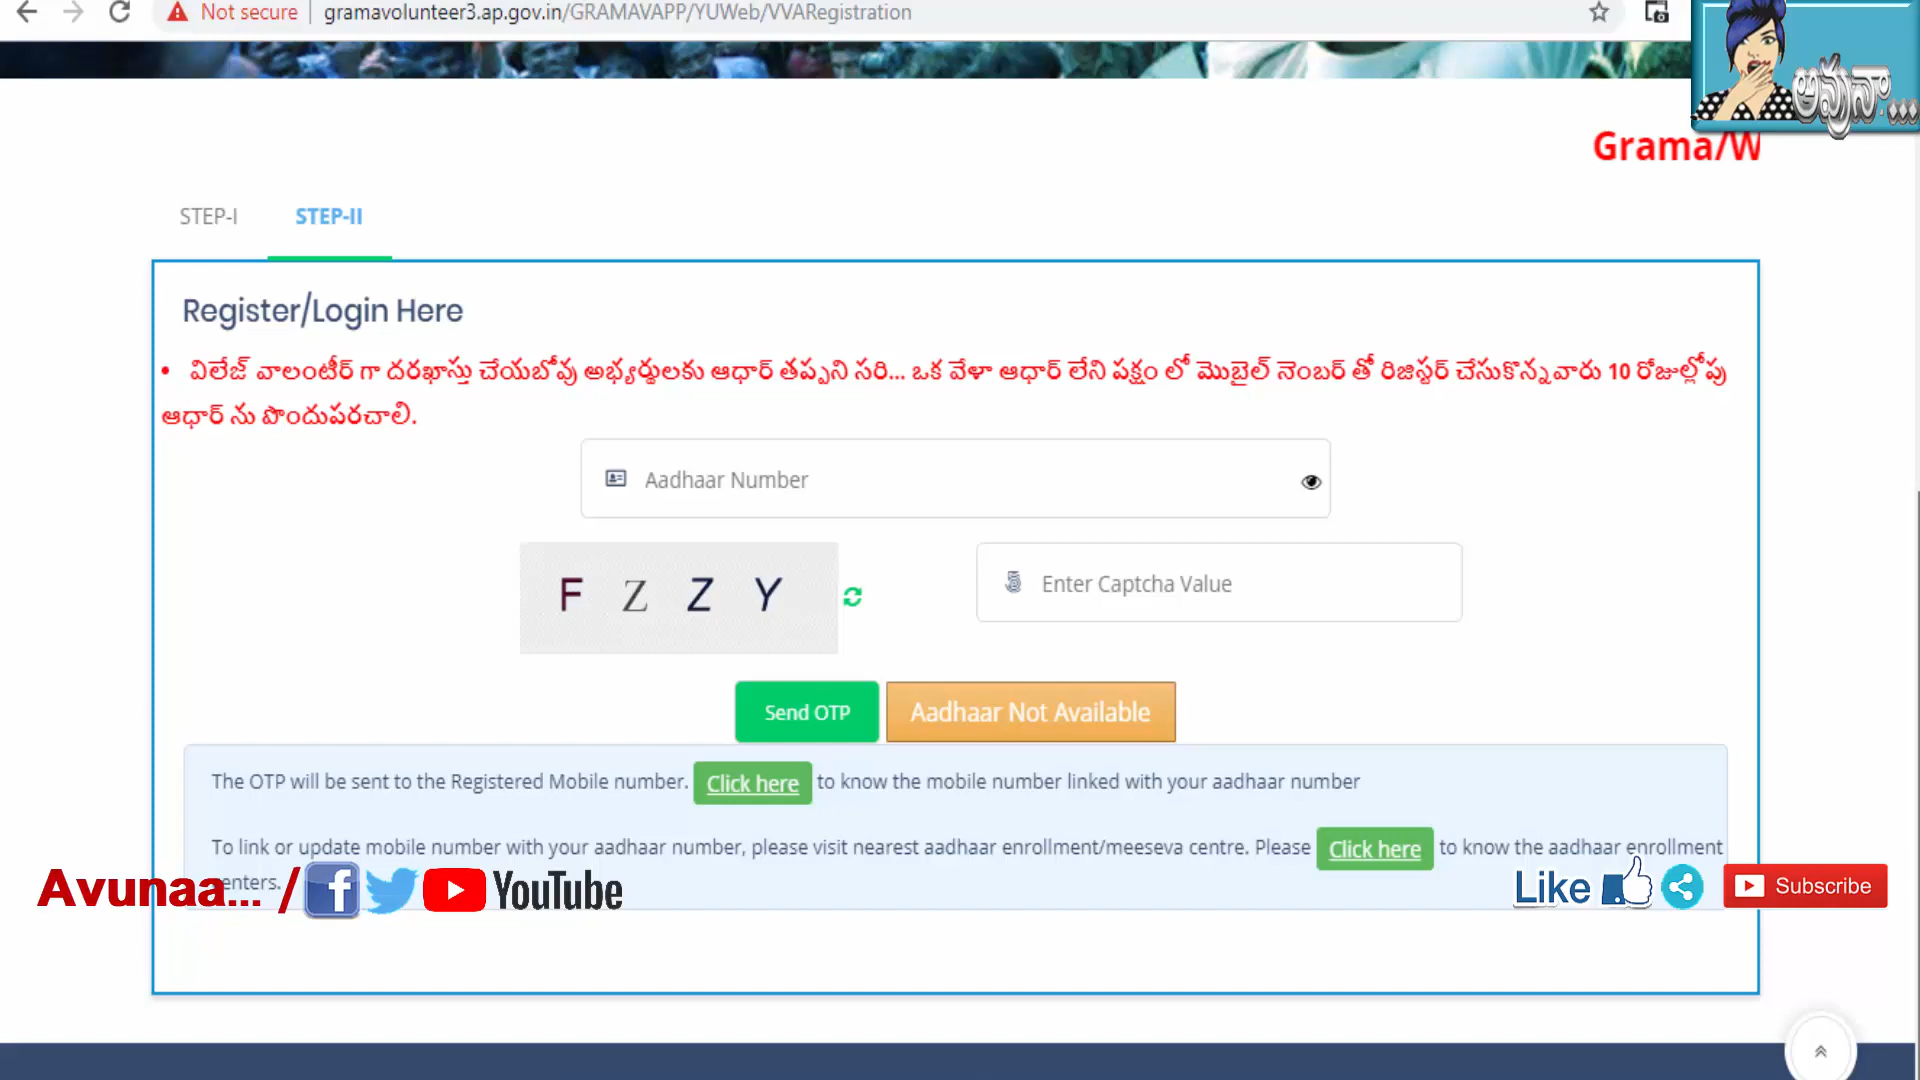 Not secure gramavolunteer3.ap.gov.in/GRAMAVAPP/YUWeb/VVARegistration
అవునా...
Grama/W
STEP-I STEP-II
Register/Login Here
• విలేజ్ వాలంటీర్ గా దరఖాస్తు చేయబోవు అభ్యర్థులకు ఆధార్ తప్పని సరి... ఒక వేళా ఆధార్ లేని పక్షం లో మొబైల్ నెంబర్ తో రిజిస్టర్ చేసుకొన్నవారు 10 రోజుల్లోపు
ఆధార్ ను పొందుపరచాలి.
Aadhaar Number
F Z Z Y Enter Captcha Value
Send OTP Aadhaar Not Available
The OTP will be sent to the Registered Mobile number. Click here to know the mobile number linked with your aadhaar number
To link or update mobile number with your aadhaar number, please visit nearest aadhaar enrollment/meeseva centre. Please Click here to know the aadhaar enrollment
enters.
Avunaa... / f YouTube Like Subscribe